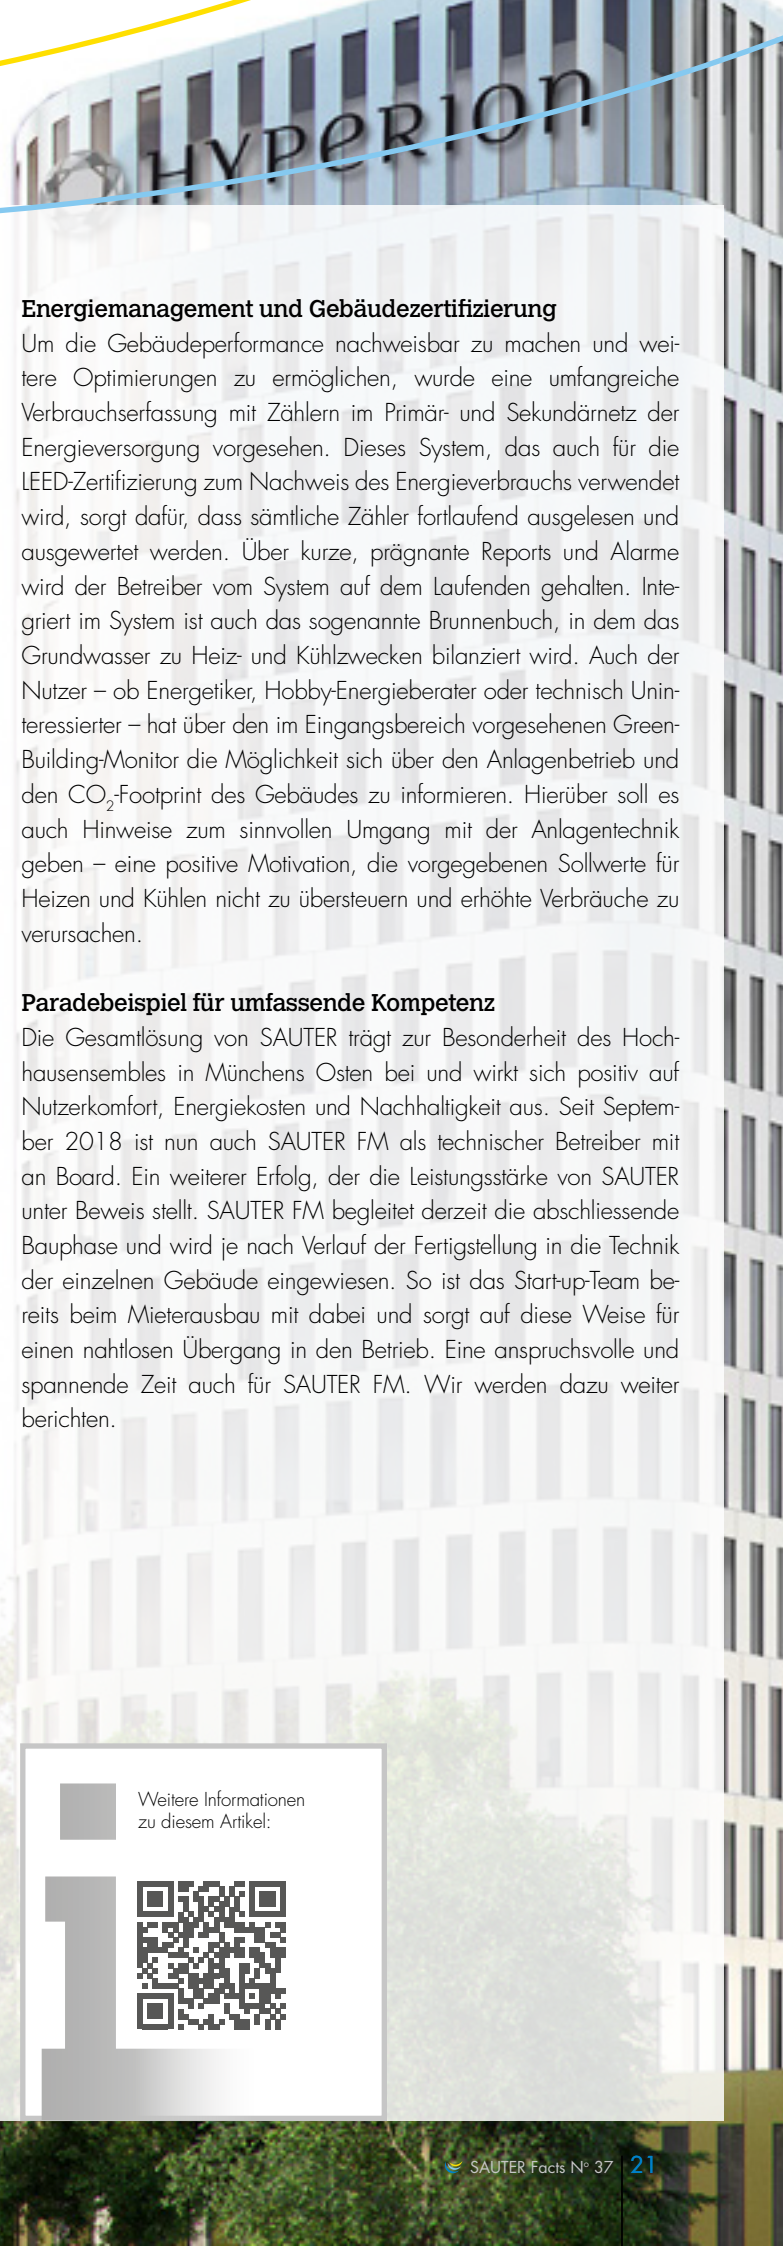 HYPERION
Energiemanagement und Gebäudezertifizierung
Um die Gebäudeperformance nachweisbar zu machen und wei-
tere Optimierungen zu ermöglichen, wurde eine umfangreiche
Verbrauchserfassung mit Zählern im Primär- und Sekundärnetz der
Energieversorgung vorgesehen. Dieses System, das auch für die
LEED-Zertifizierung zum Nachweis des Energieverbrauchs verwendet
wird, sorgt dafür, dass sämtliche Zähler fortlaufend ausgelesen und
ausgewertet werden. Über kurze, prägnante Reports und Alarme
wird der Betreiber vom System auf dem Laufenden gehalten. Inte-
griert im System ist auch das sogenannte Brunnenbuch, in dem das
Grundwasser zu Heiz- und Kühlzwecken bilanziert wird. Auch der
Nutzer – ob Energetiker, Hobby-Energieberater oder technisch Unin-
teressierter – hat über den im Eingangsbereich vorgesehenen Green-
Building-Monitor die Möglichkeit sich über den Anlagenbetrieb und
den CO₂-Footprint des Gebäudes zu informieren. Hierüber soll es
auch Hinweise zum sinnvollen Umgang mit der Anlagentechnik
geben – eine positive Motivation, die vorgegebenen Sollwerte für
Heizen und Kühlen nicht zu übersteuern und erhöhte Verbräuche zu
verursachen.
Paradebeispiel für umfassende Kompetenz
Die Gesamtlösung von SAUTER trägt zur Besonderheit des Hoch-
hausensembles in Münchens Osten bei und wirkt sich positiv auf
Nutzerkomfort, Energiekosten und Nachhaltigkeit aus. Seit Septem-
ber 2018 ist nun auch SAUTER FM als technischer Betreiber mit
an Board. Ein weiterer Erfolg, der die Leistungsstärke von SAUTER
unter Beweis stellt. SAUTER FM begleitet derzeit die abschliessende
Bauphase und wird je nach Verlauf der Fertigstellung in die Technik
der einzelnen Gebäude eingewiesen. So ist das Start-up-Team be-
reits beim Mieterausbau mit dabei und sorgt auf diese Weise für
einen nahtlosen Übergang in den Betrieb. Eine anspruchsvolle und
spannende Zeit auch für SAUTER FM. Wir werden dazu weiter
berichten.
Weitere Informationen
zu diesem Artikel:
SAUTER Facts N° 37 21